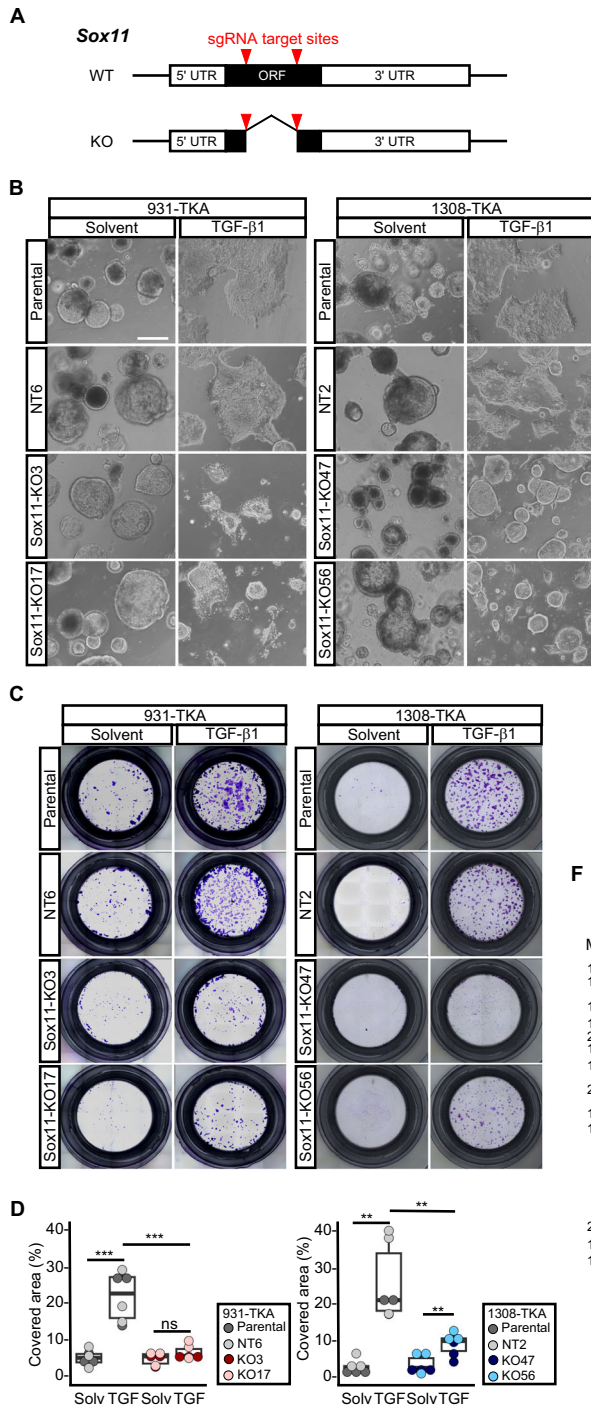 A
Sox11
sgRNA target sites
WT
5' UTR
ORF
3' UTR
KO
5' UTR
3' UTR
B
931-TKA
1308-TKA
Solvent
TGF-β1
Solvent
TGF-β1
Parental
Parental
NT6
NT2
Sox11-KO3
Sox11-KO47
Sox11-KO17
Sox11-KO56
C
931-TKA
1308-TKA
Solvent
TGF-β1
Solvent
TGF-β1
Parental
Parental
NT6
NT2
Sox11-KO3
Sox11-KO47
Sox11-KO17
Sox11-KO56
F
D
Covered area (%)
40
30
20
10
0
***
***
ns
Solv TGF
Solv TGF
931-TKA
Parental
NT6
KO3
KO17
Covered area (%)
40
30
20
10
0
**
**
**
Solv TGF
Solv TGF
1308-TKA
Parental
NT2
KO47
KO56